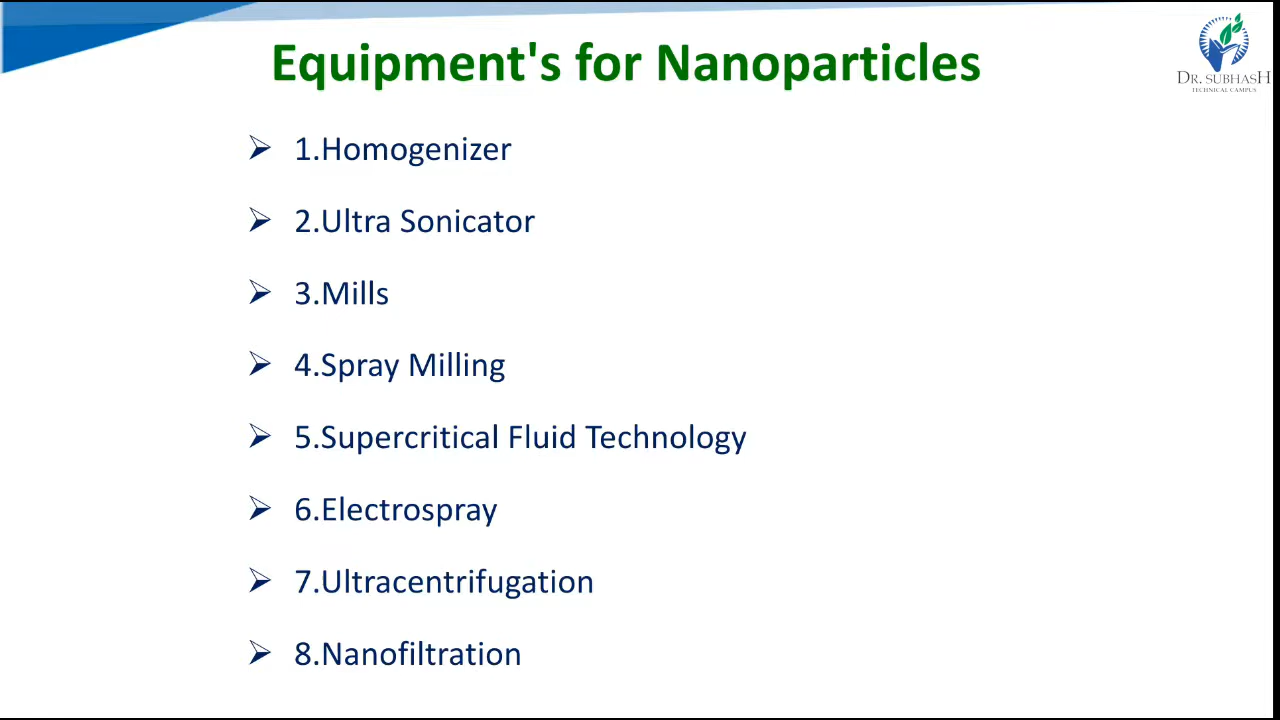 Equipment's for Nanoparticles
DR. SUBHASH
TECHNICAL CAMPUS
1.Homogenizer
2.Ultra Sonicator
3.Mills
4.Spray Milling
5.Supercritical Fluid Technology
6.Electrospray
7.Ultracentrifugation
8.Nanofiltration